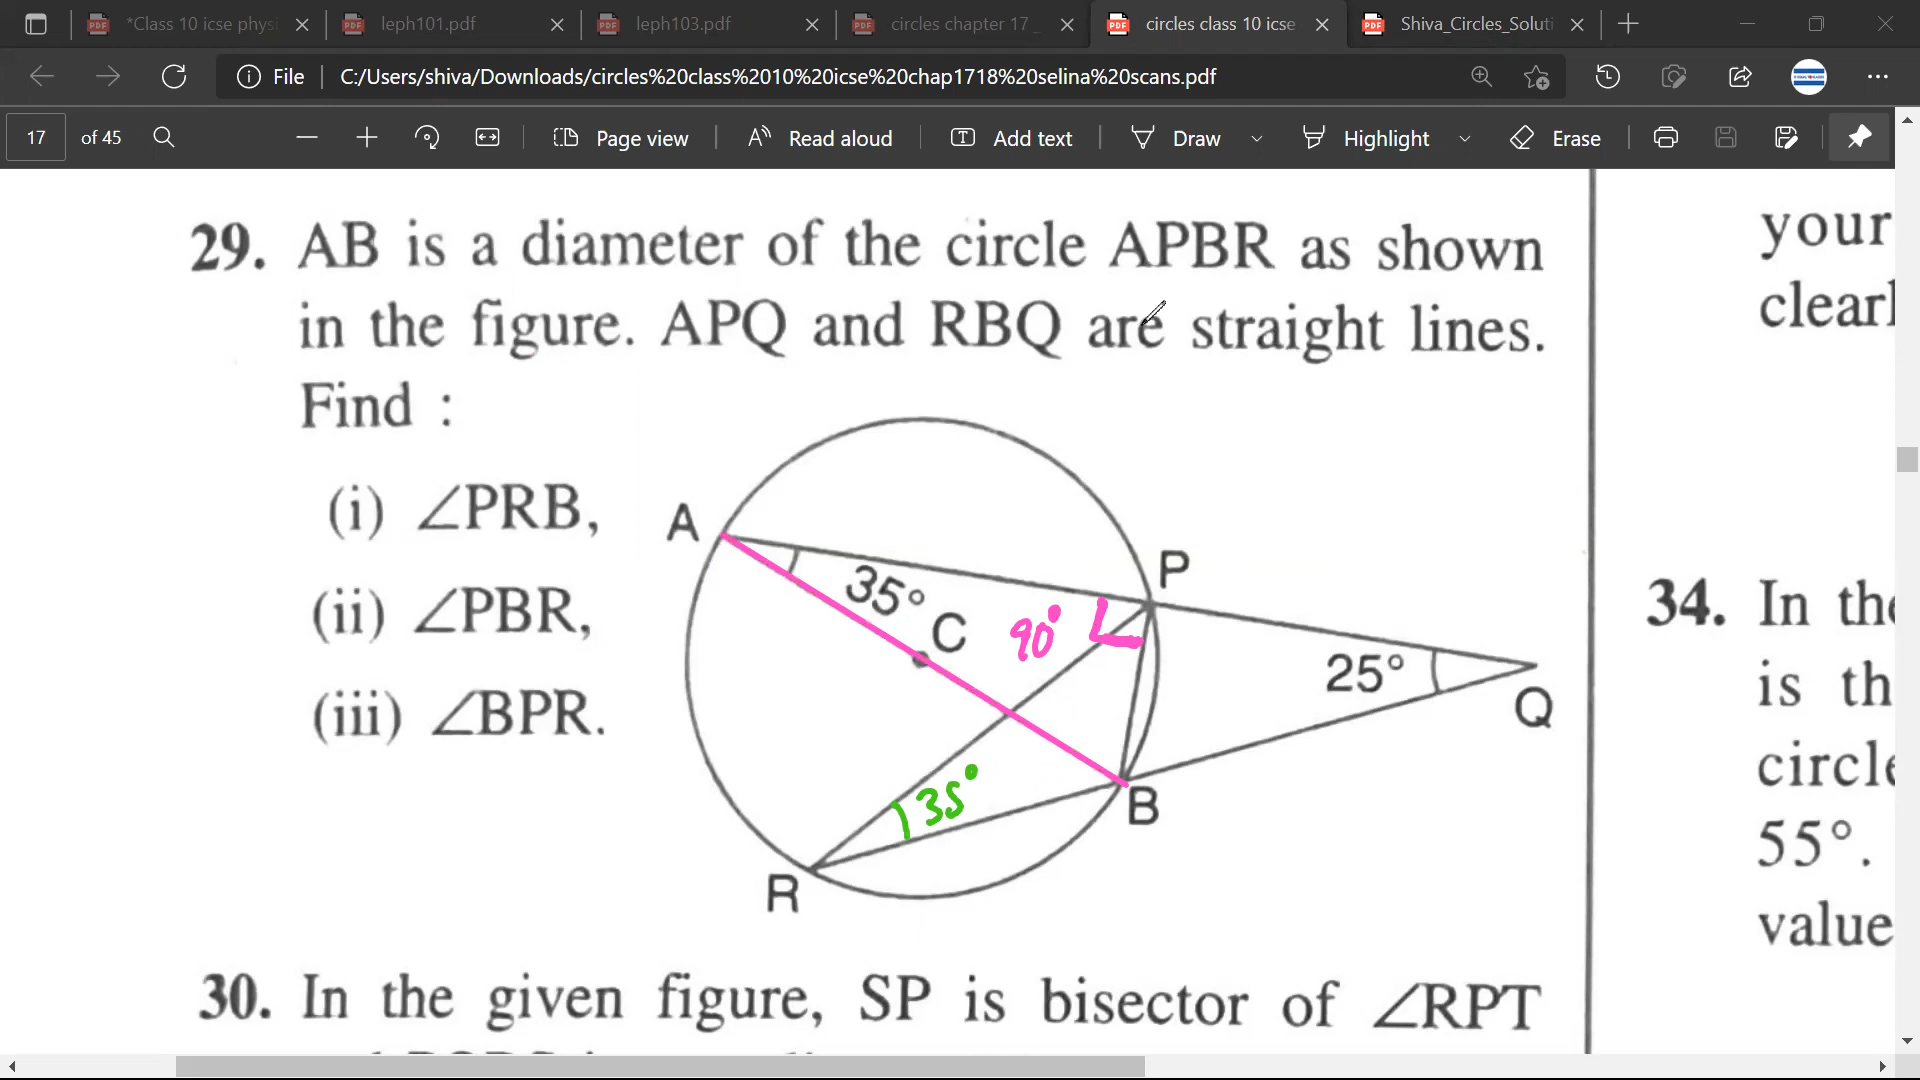 *Class 10 icse physi
leph101.pdf
leph103.pdf
circles chapter 17
circles class 10 icse
Shiva_Circles_Soluti
File
C:/Users/shiva/Downloads/circles%20class%2010%20icse%20chap1718%20selina%20scans.pdf
17 of 45
Page view
Read aloud
Add text
Draw
Highlight
Erase
29. AB is a diameter of the circle APBR as shown
in the figure. APQ and RBQ are straight lines.
Find :
(i) ∠PRB,
(ii) ∠PBR,
(iii) ∠BPR.
A
35°
C
90°
P
25°
Q
35°
B
R
30. In the given figure, SP is bisector of ∠RPT
your
clearl
34. In the
is th
circle
55°.
value